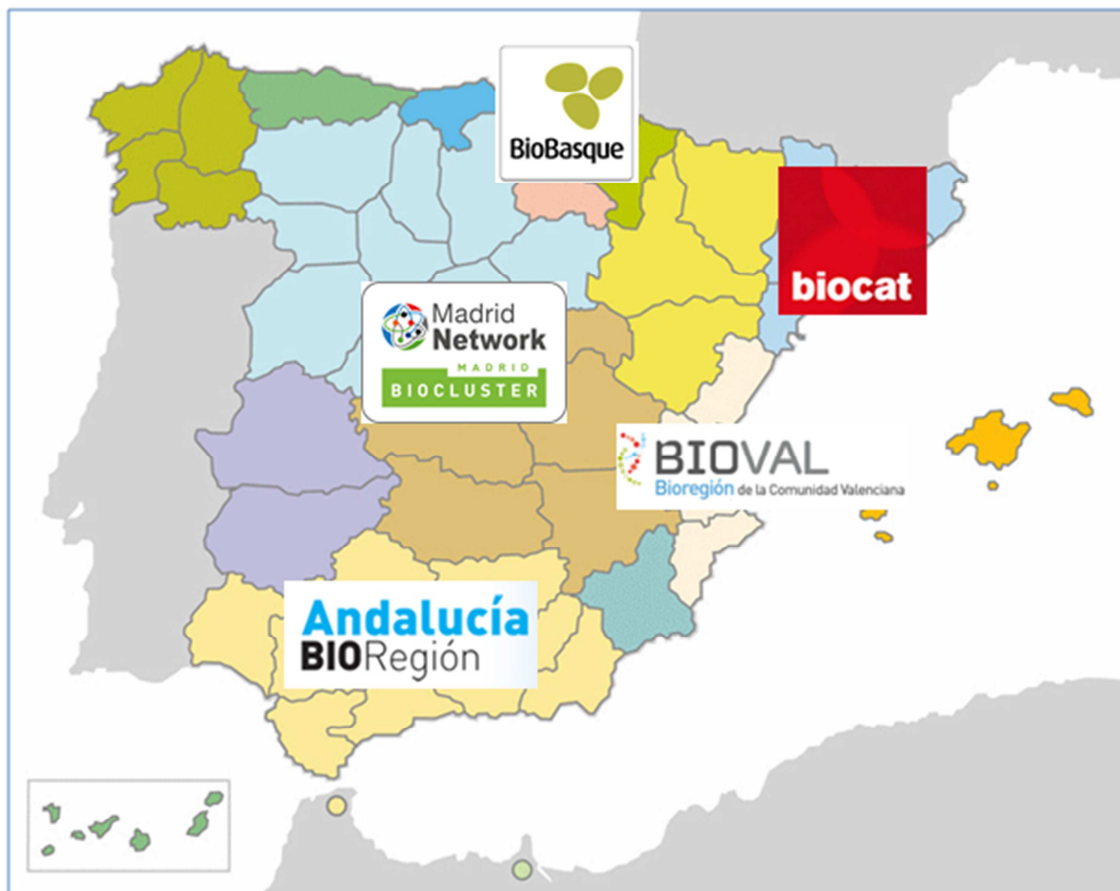 BioBasque
biocat
Madrid
Network
MADRID
BIOCLUSTER
BIOVAL
Bioregión de la Comunidad Valenciana
Andalucía
BIORegión